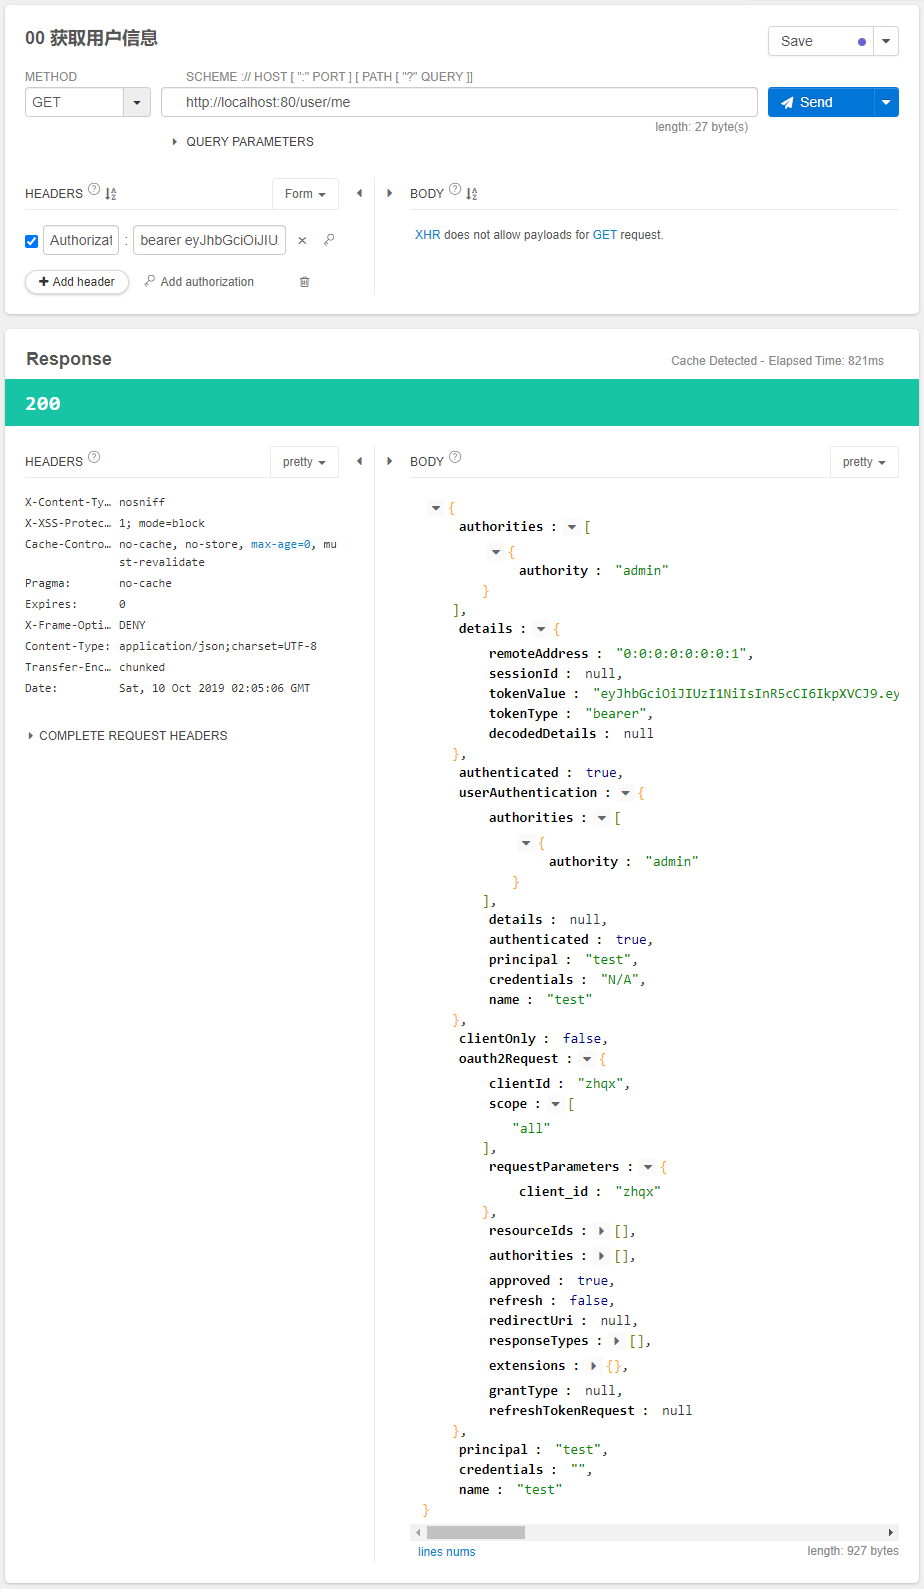 00 获取用户信息
Save
METHOD
SCHEME :// HOST [ ":" PORT ] [ PATH [ "?" QUERY ]]
GET
http://localhost:80/user/me
Send
length: 27 byte(s)
QUERY PARAMETERS
HEADERS
Form
BODY
Authorizat : bearer eyJhbGciOiJIU.
XHR does not allow payloads for GET request.
+ Add header
Add authorization
Response
Cache Detected - Elapsed Time: 821ms
200
HEADERS
pretty
X-Content-Ty… nosniff
X-XSS-Protec… 1; mode=block
Cache-Contro… no-cache, no-store, max-age=0, mu
st-revalidate
Pragma: no-cache
Expires: 0
X-Frame-Opti… DENY
Content-Type: application/json;charset=UTF-8
Transfer-Enc… chunked
Date: Sat, 10 Oct 2019 02:05:06 GMT
COMPLETE REQUEST HEADERS
BODY
pretty
{
authorities : [
{
authority : "admin"
}
],
details : {
remoteAddress : "0:0:0:0:0:0:0:1",
sessionId : null,
tokenValue : "eyJhbGciOiJIUzI1NiIsInR5cCI6IkpXVCJ9.ey
tokenType : "bearer",
decodedDetails : null
},
authenticated : true,
userAuthentication : {
authorities : [
{
authority : "admin"
}
],
details : null,
authenticated : true,
principal : "test",
credentials : "N/A",
name : "test"
},
clientOnly : false,
oauth2Request : {
clientId : "zhqx",
scope : [
"all"
],
requestParameters : {
client_id : "zhqx"
},
resourceIds : [],
authorities : [],
approved : true,
refresh : false,
redirectUri : null,
responseTypes : [],
extensions : {},
grantType : null,
refreshTokenRequest : null
},
principal : "test",
credentials : "",
name : "test"
}
lines nums
length: 927 bytes